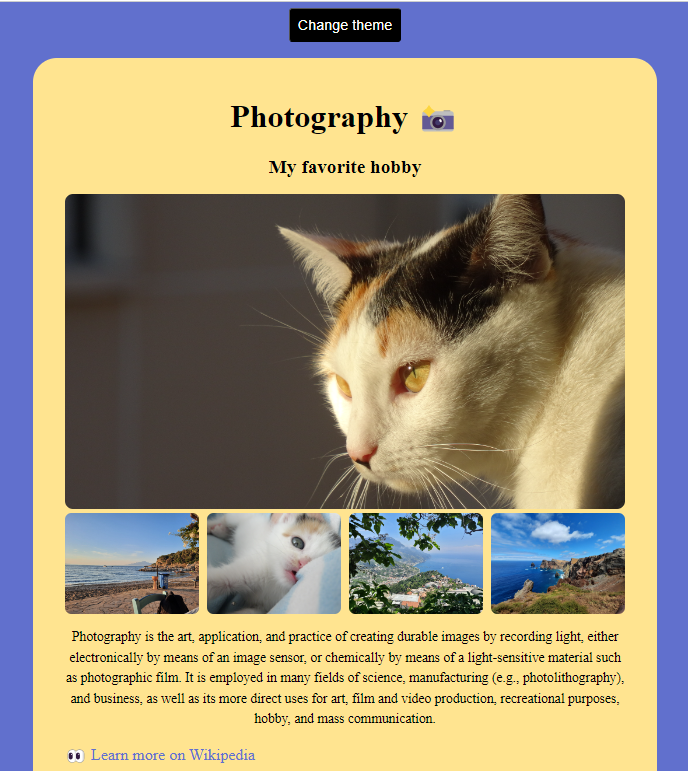 Change theme
Photography 📸
My favorite hobby
Photography is the art, application, and practice of creating durable images by recording light, either
electronically by means of an image sensor, or chemically by means of a light-sensitive material such
as photographic film. It is employed in many fields of science, manufacturing (e.g., photolithography),
and business, as well as its more direct uses for art, film and video production, recreational purposes,
hobby, and mass communication.
👀 Learn more on Wikipedia